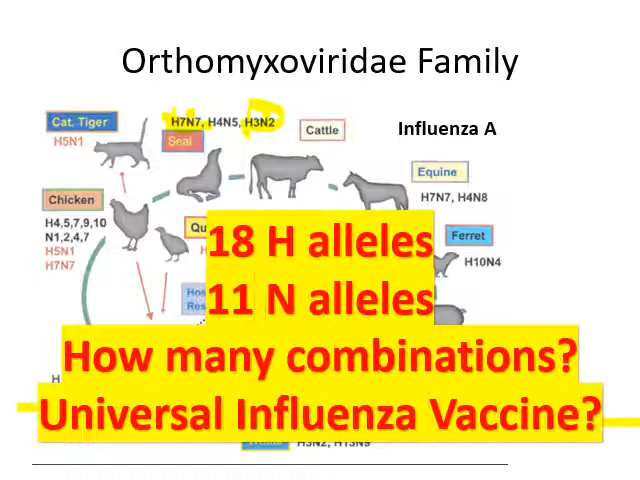 Orthomyxoviridae Family
Cat. Tiger
H5N1
H7N7, H4N5, H3N2
Seal
Cattle
Influenza A
Equine
H7N7, H4N8
Chicken
H4,5,7,9,10
N1,2,4,7
H5N1
H7N7
Ferret
H10N4
18 H alleles
11 N alleles
How many combinations?
Universal Influenza Vaccine?
H3N2, H13N9